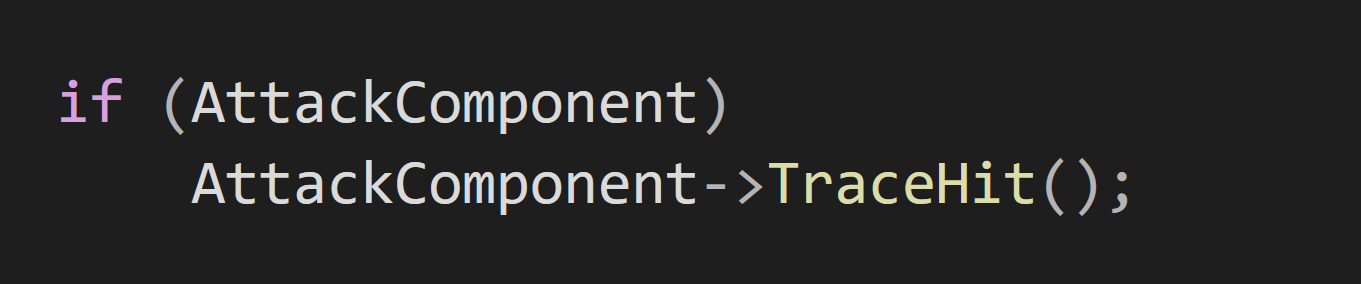 if (AttackComponent)
    AttackComponent->TraceHit();